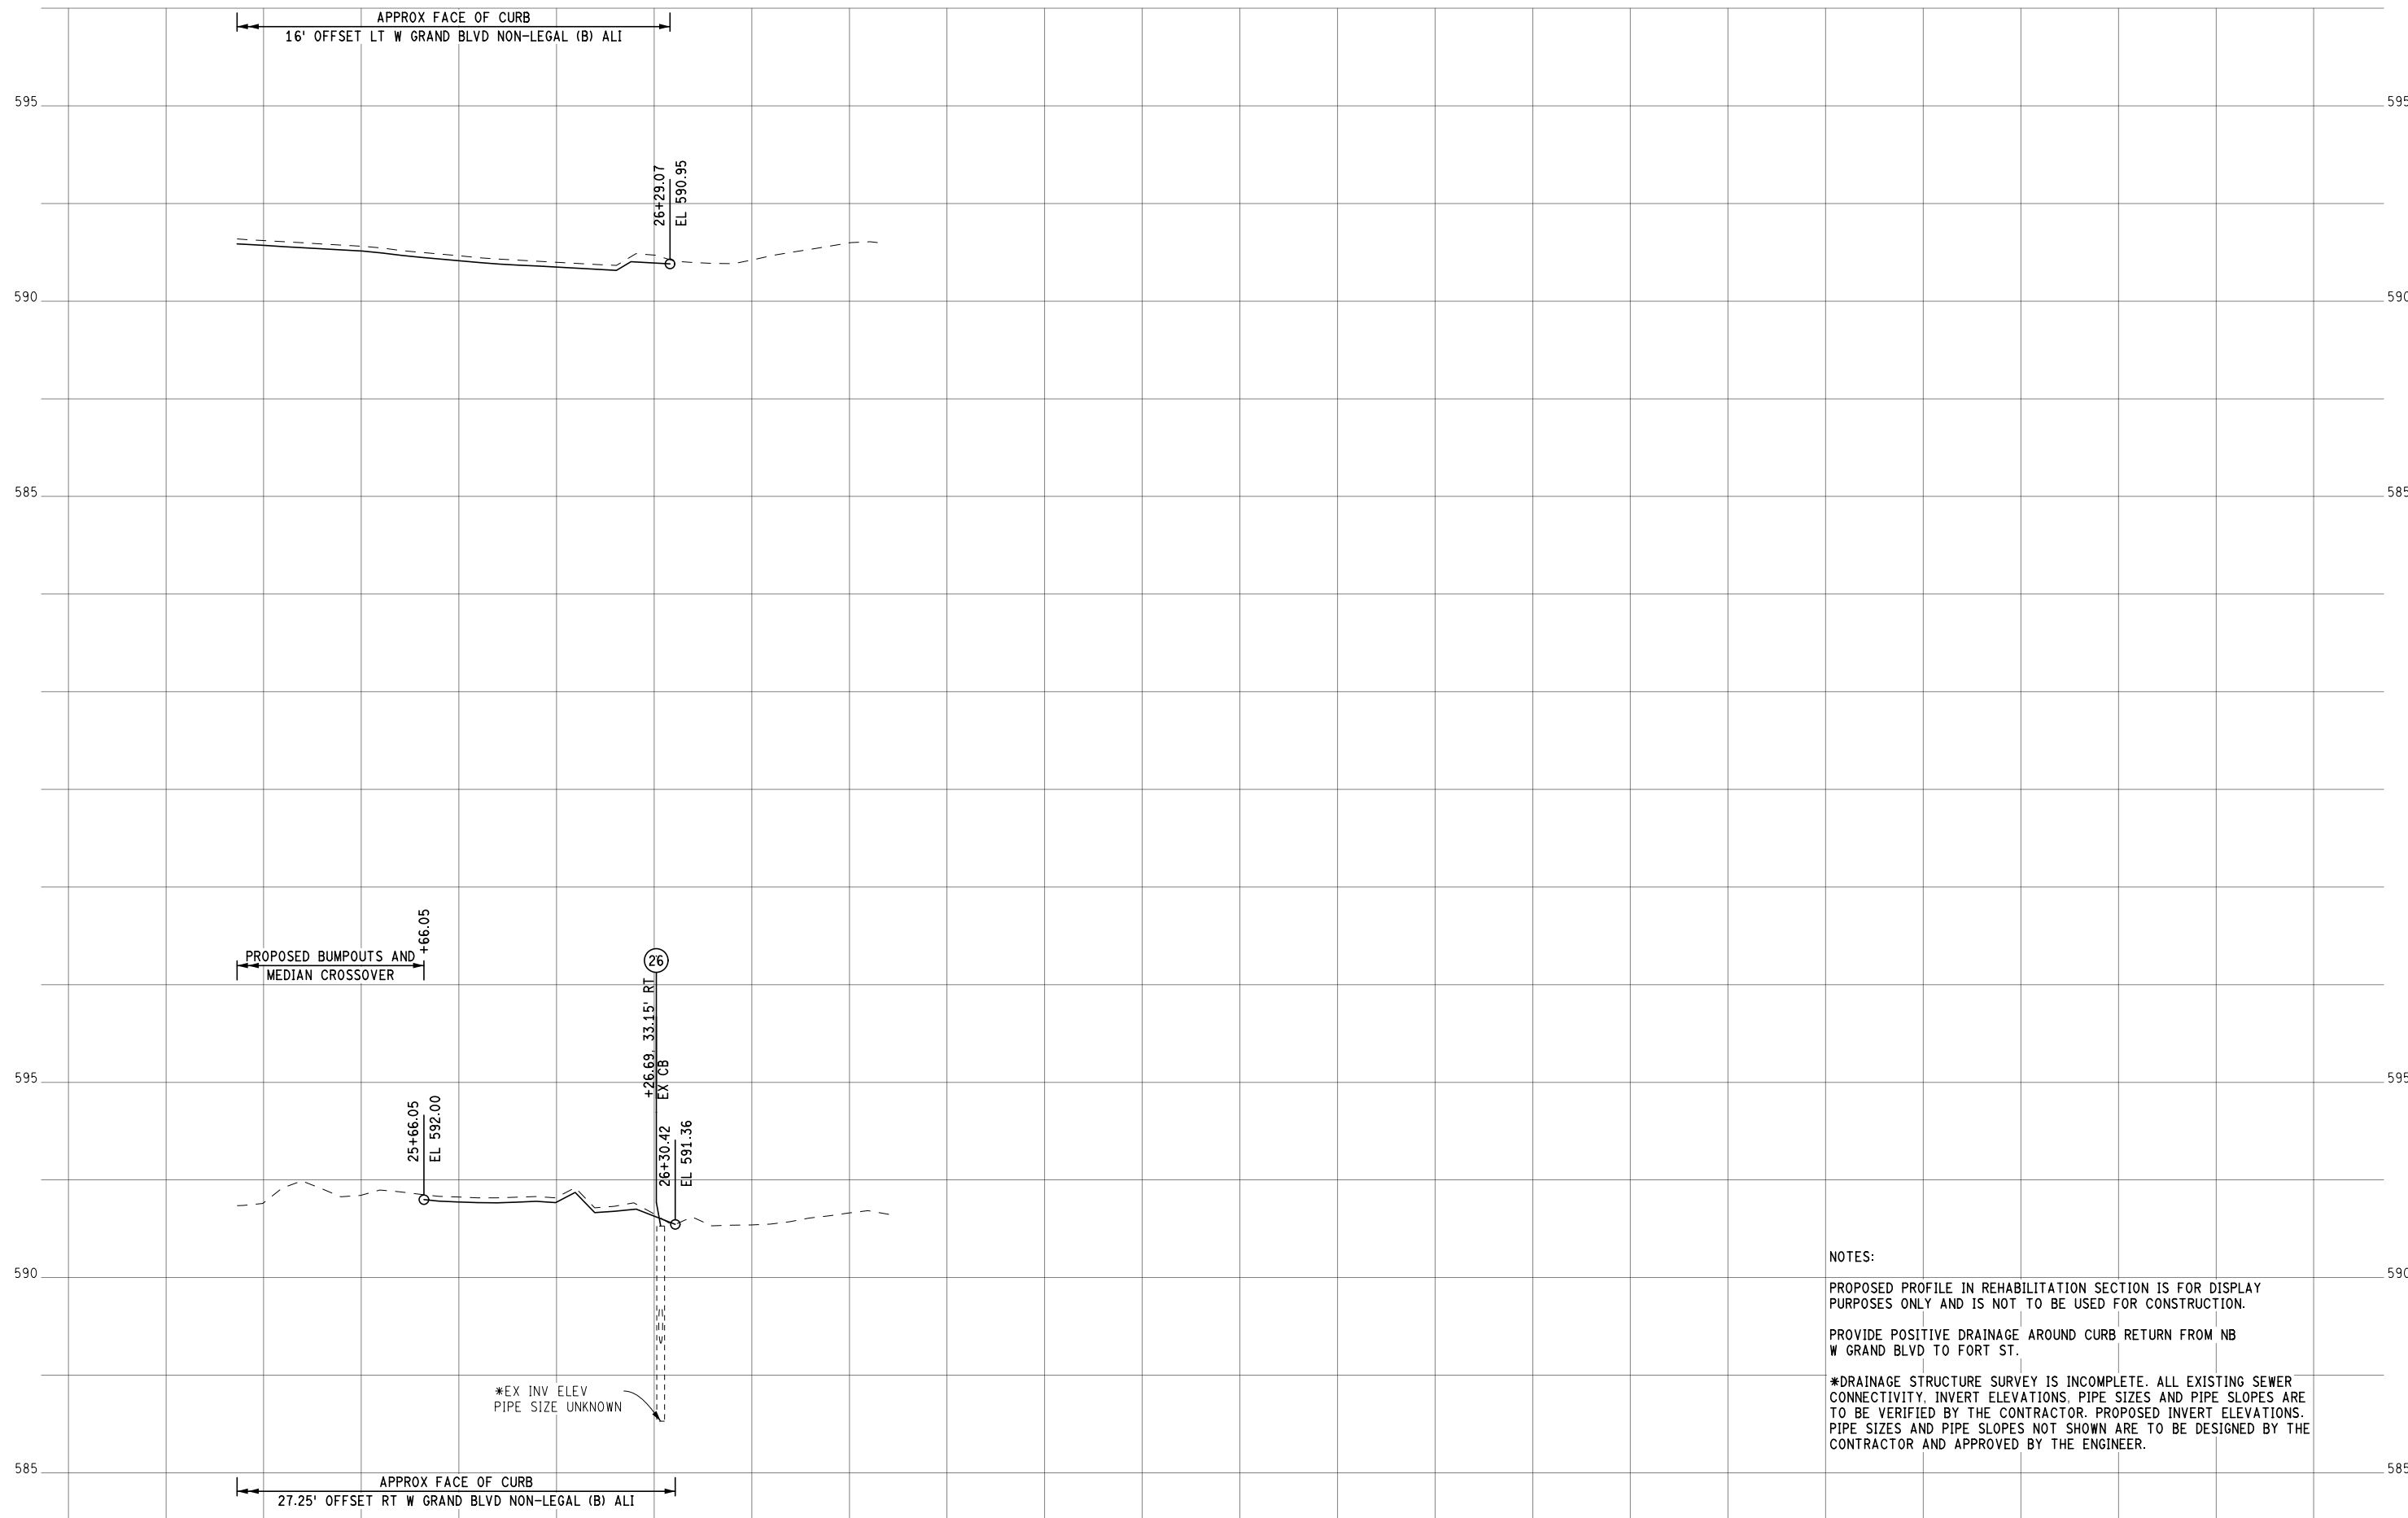 APPROX FACE OF CURB
16' OFFSET LT W GRAND BLVD NON-LEGAL (B) ALI
595
595
26+29.07
EL 590.95
590
590
585
585
+66.05
PROPOSED BUMPOUTS AND
MEDIAN CROSSOVER
26
+26.69, 33.15' RT
EX CB
595
595
25+66.05
EL 592.00
26+30.42
EL 591.36
590
590
*EX INV ELEV
PIPE SIZE UNKNOWN
585
585
APPROX FACE OF CURB
27.25' OFFSET RT W GRAND BLVD NON-LEGAL (B) ALI
NOTES:
PROPOSED PROFILE IN REHABILITATION SECTION IS FOR DISPLAY
PURPOSES ONLY AND IS NOT TO BE USED FOR CONSTRUCTION.
PROVIDE POSITIVE DRAINAGE AROUND CURB RETURN FROM NB
W GRAND BLVD TO FORT ST.
*DRAINAGE STRUCTURE SURVEY IS INCOMPLETE. ALL EXISTING SEWER
CONNECTIVITY, INVERT ELEVATIONS, PIPE SIZES AND PIPE SLOPES ARE
TO BE VERIFIED BY THE CONTRACTOR. PROPOSED INVERT ELEVATIONS.
PIPE SIZES AND PIPE SLOPES NOT SHOWN ARE TO BE DESIGNED BY THE
CONTRACTOR AND APPROVED BY THE ENGINEER.